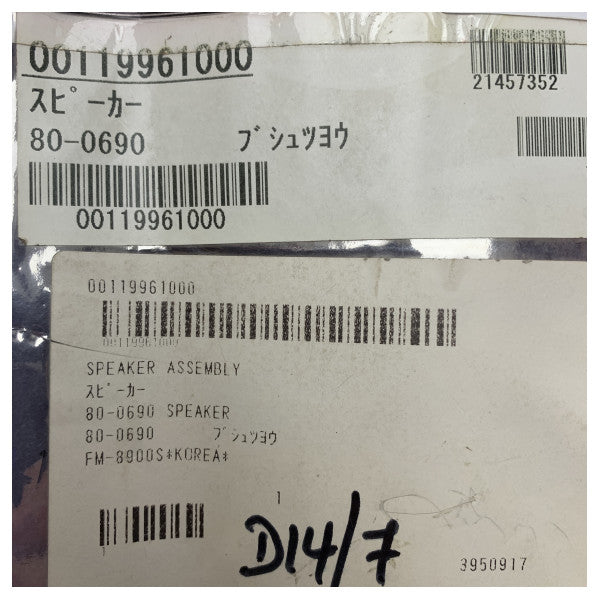 00119961000
21457352
ｽﾋﾟｰｶｰ
80-0690 ﾌﾞｼｭﾂﾖｳ
00119961000
00119961000
00119961000
SPEAKER ASSEMBLY
ｽﾋﾟｰｶｰ
80-0690 SPEAKER
80-0690 ﾌﾞｼｭﾂﾖｳ
FM-8900S*KOREA*
1
D14/7
3950917